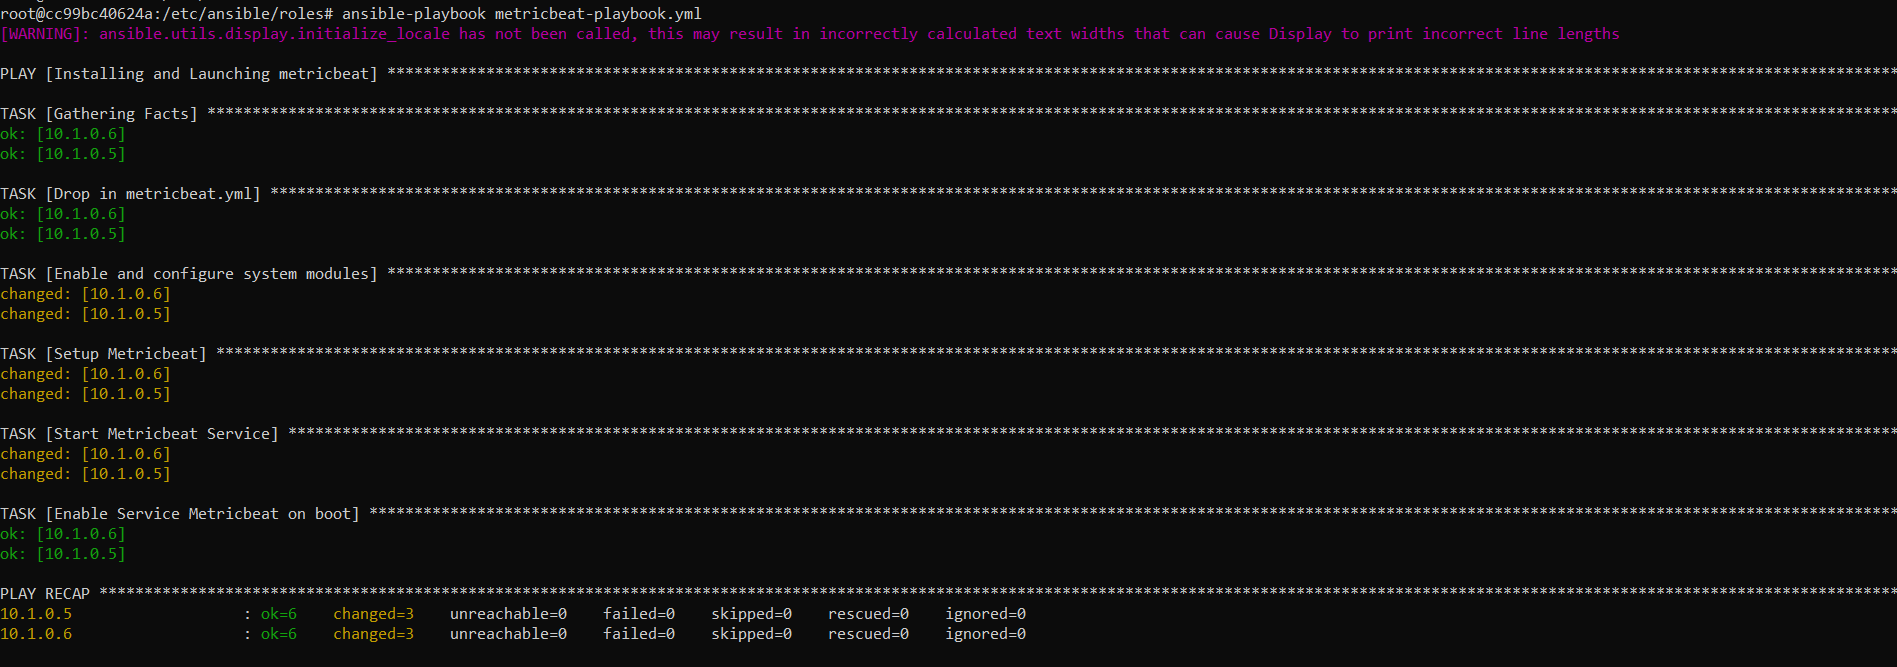 root@cc99bc40624a:/etc/ansible/roles# ansible-playbook metricbeat-playbook.yml
[WARNING]: ansible.utils.display.initialize_locale has not been called, this may result in incorrectly calculated text widths that can cause Display to print incorrect line lengths
PLAY [Installing and Launching metricbeat] ************************************************************************************************************************************************************************
TASK [Gathering Facts] ********************************************************************************************************************************************************************************************
ok: [10.1.0.6]
ok: [10.1.0.5]
TASK [Drop in metricbeat.yml] *************************************************************************************************************************************************************************************
ok: [10.1.0.6]
ok: [10.1.0.5]
TASK [Enable and configure system modules] ************************************************************************************************************************************************************************
changed: [10.1.0.6]
changed: [10.1.0.5]
TASK [Setup Metricbeat] *******************************************************************************************************************************************************************************************
changed: [10.1.0.6]
changed: [10.1.0.5]
TASK [Start Metricbeat Service] ***********************************************************************************************************************************************************************************
changed: [10.1.0.6]
changed: [10.1.0.5]
TASK [Enable Service Metricbeat on boot] **************************************************************************************************************************************************************************
ok: [10.1.0.6]
ok: [10.1.0.5]
PLAY RECAP ********************************************************************************************************************************************************************************************************
10.1.0.5                   : ok=6    changed=3    unreachable=0    failed=0    skipped=0    rescued=0    ignored=0
10.1.0.6                   : ok=6    changed=3    unreachable=0    failed=0    skipped=0    rescued=0    ignored=0